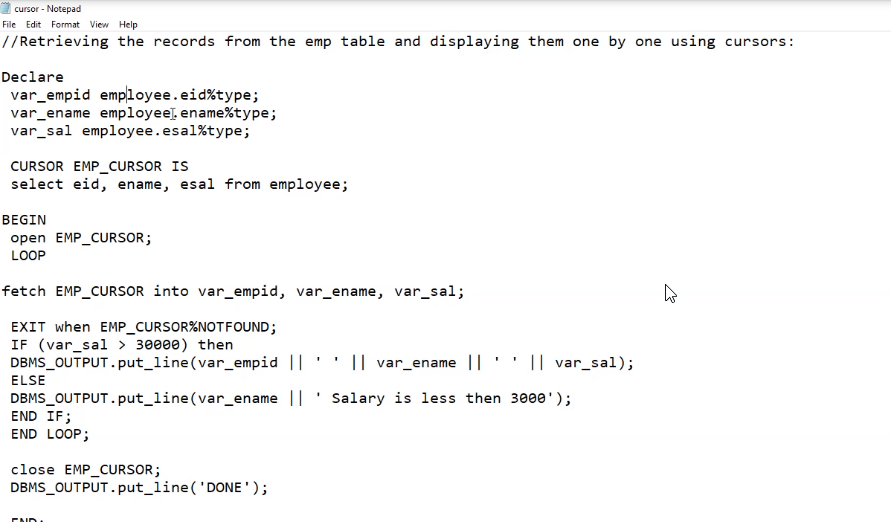 cursor - Notepad
File Edit Format View Help
//Retrieving the records from the emp table and displaying them one by one using cursors:
Declare
var_empid employee.eid%type;
var_ename employee.ename%type;
var_sal employee.esal%type;
CURSOR EMP_CURSOR IS
select eid, ename, esal from employee;
BEGIN
open EMP_CURSOR;
LOOP
fetch EMP_CURSOR into var_empid, var_ename, var_sal;
EXIT when EMP_CURSOR%NOTFOUND;
IF (var_sal > 30000) then
DBMS_OUTPUT.put_line(var_empid || ' ' || var_ename || ' ' || var_sal);
ELSE
DBMS_OUTPUT.put_line(var_ename || ' Salary is less then 3000');
END IF;
END LOOP;
close EMP_CURSOR;
DBMS_OUTPUT.put_line('DONE');
END;